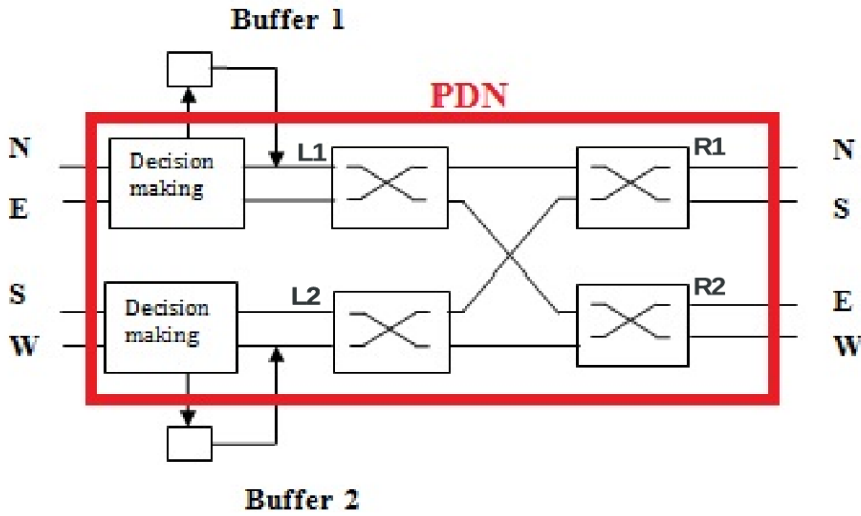 Buffer 1
PDN
N
E
Decision
making
L1
R1
N
S
S
W
Decision
making
L2
R2
E
W
Buffer 2